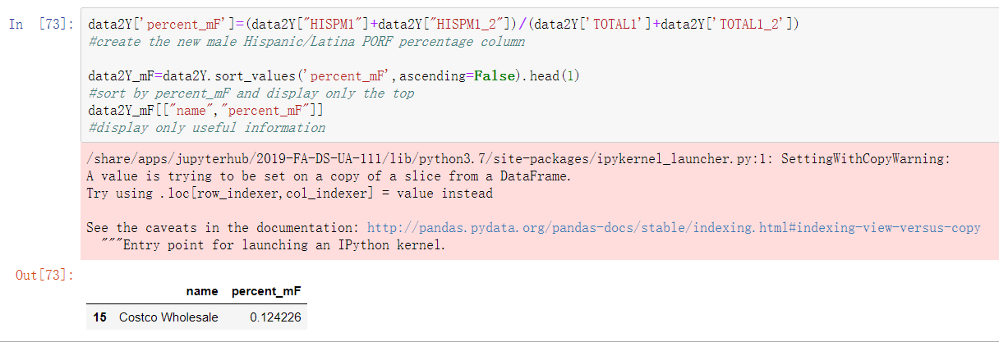 In [73]: data2Y['percent_mF']=(data2Y["HISPM1"]+data2Y["HISPM1_2"])/(data2Y['TOTAL1']+data2Y['TOTAL1_2'])
#create the new male Hispanic/Latina PORF percentage column
data2Y_mF=data2Y.sort_values('percent_mF',ascending=False).head(1)
#sort by percent_mF and display only the top
data2Y_mF[["name","percent_mF"]]
#display only useful information
/share/apps/jupyterhub/2019-FA-DS-UA-111/lib/python3.7/site-packages/ipykernel_launcher.py:1: SettingWithCopyWarning:
A value is trying to be set on a copy of a slice from a DataFrame.
Try using .loc[row_indexer,col_indexer] = value instead
See the caveats in the documentation: http://pandas.pydata.org/pandas-docs/stable/indexing.html#indexing-view-versus-copy
"""Entry point for launching an IPython kernel.
Out[73]:
name percent_mF
15 Costco Wholesale 0.124226